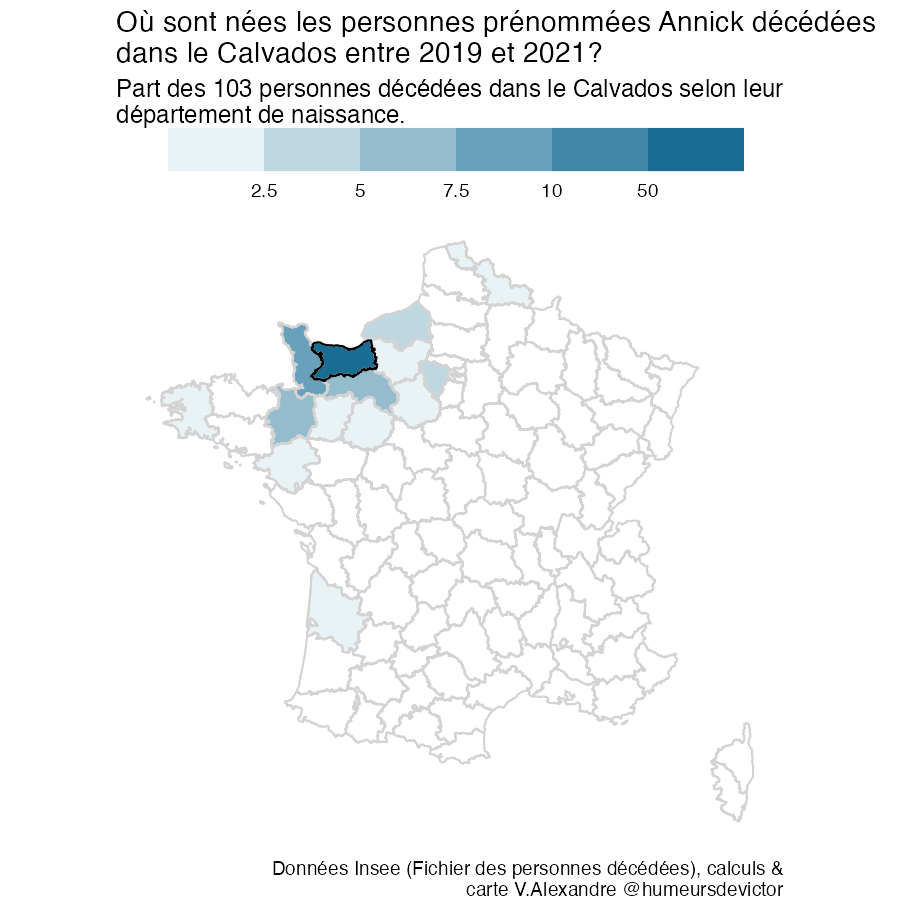 Où sont nées les personnes prénommées Annick décédées
dans le Calvados entre 2019 et 2021?
Part des 103 personnes décédées dans le Calvados selon leur
département de naissance.
2.5 5 7.5 10 50
Données Insee (Fichier des personnes décédées), calculs &
carte V.Alexandre @humeursdevictor